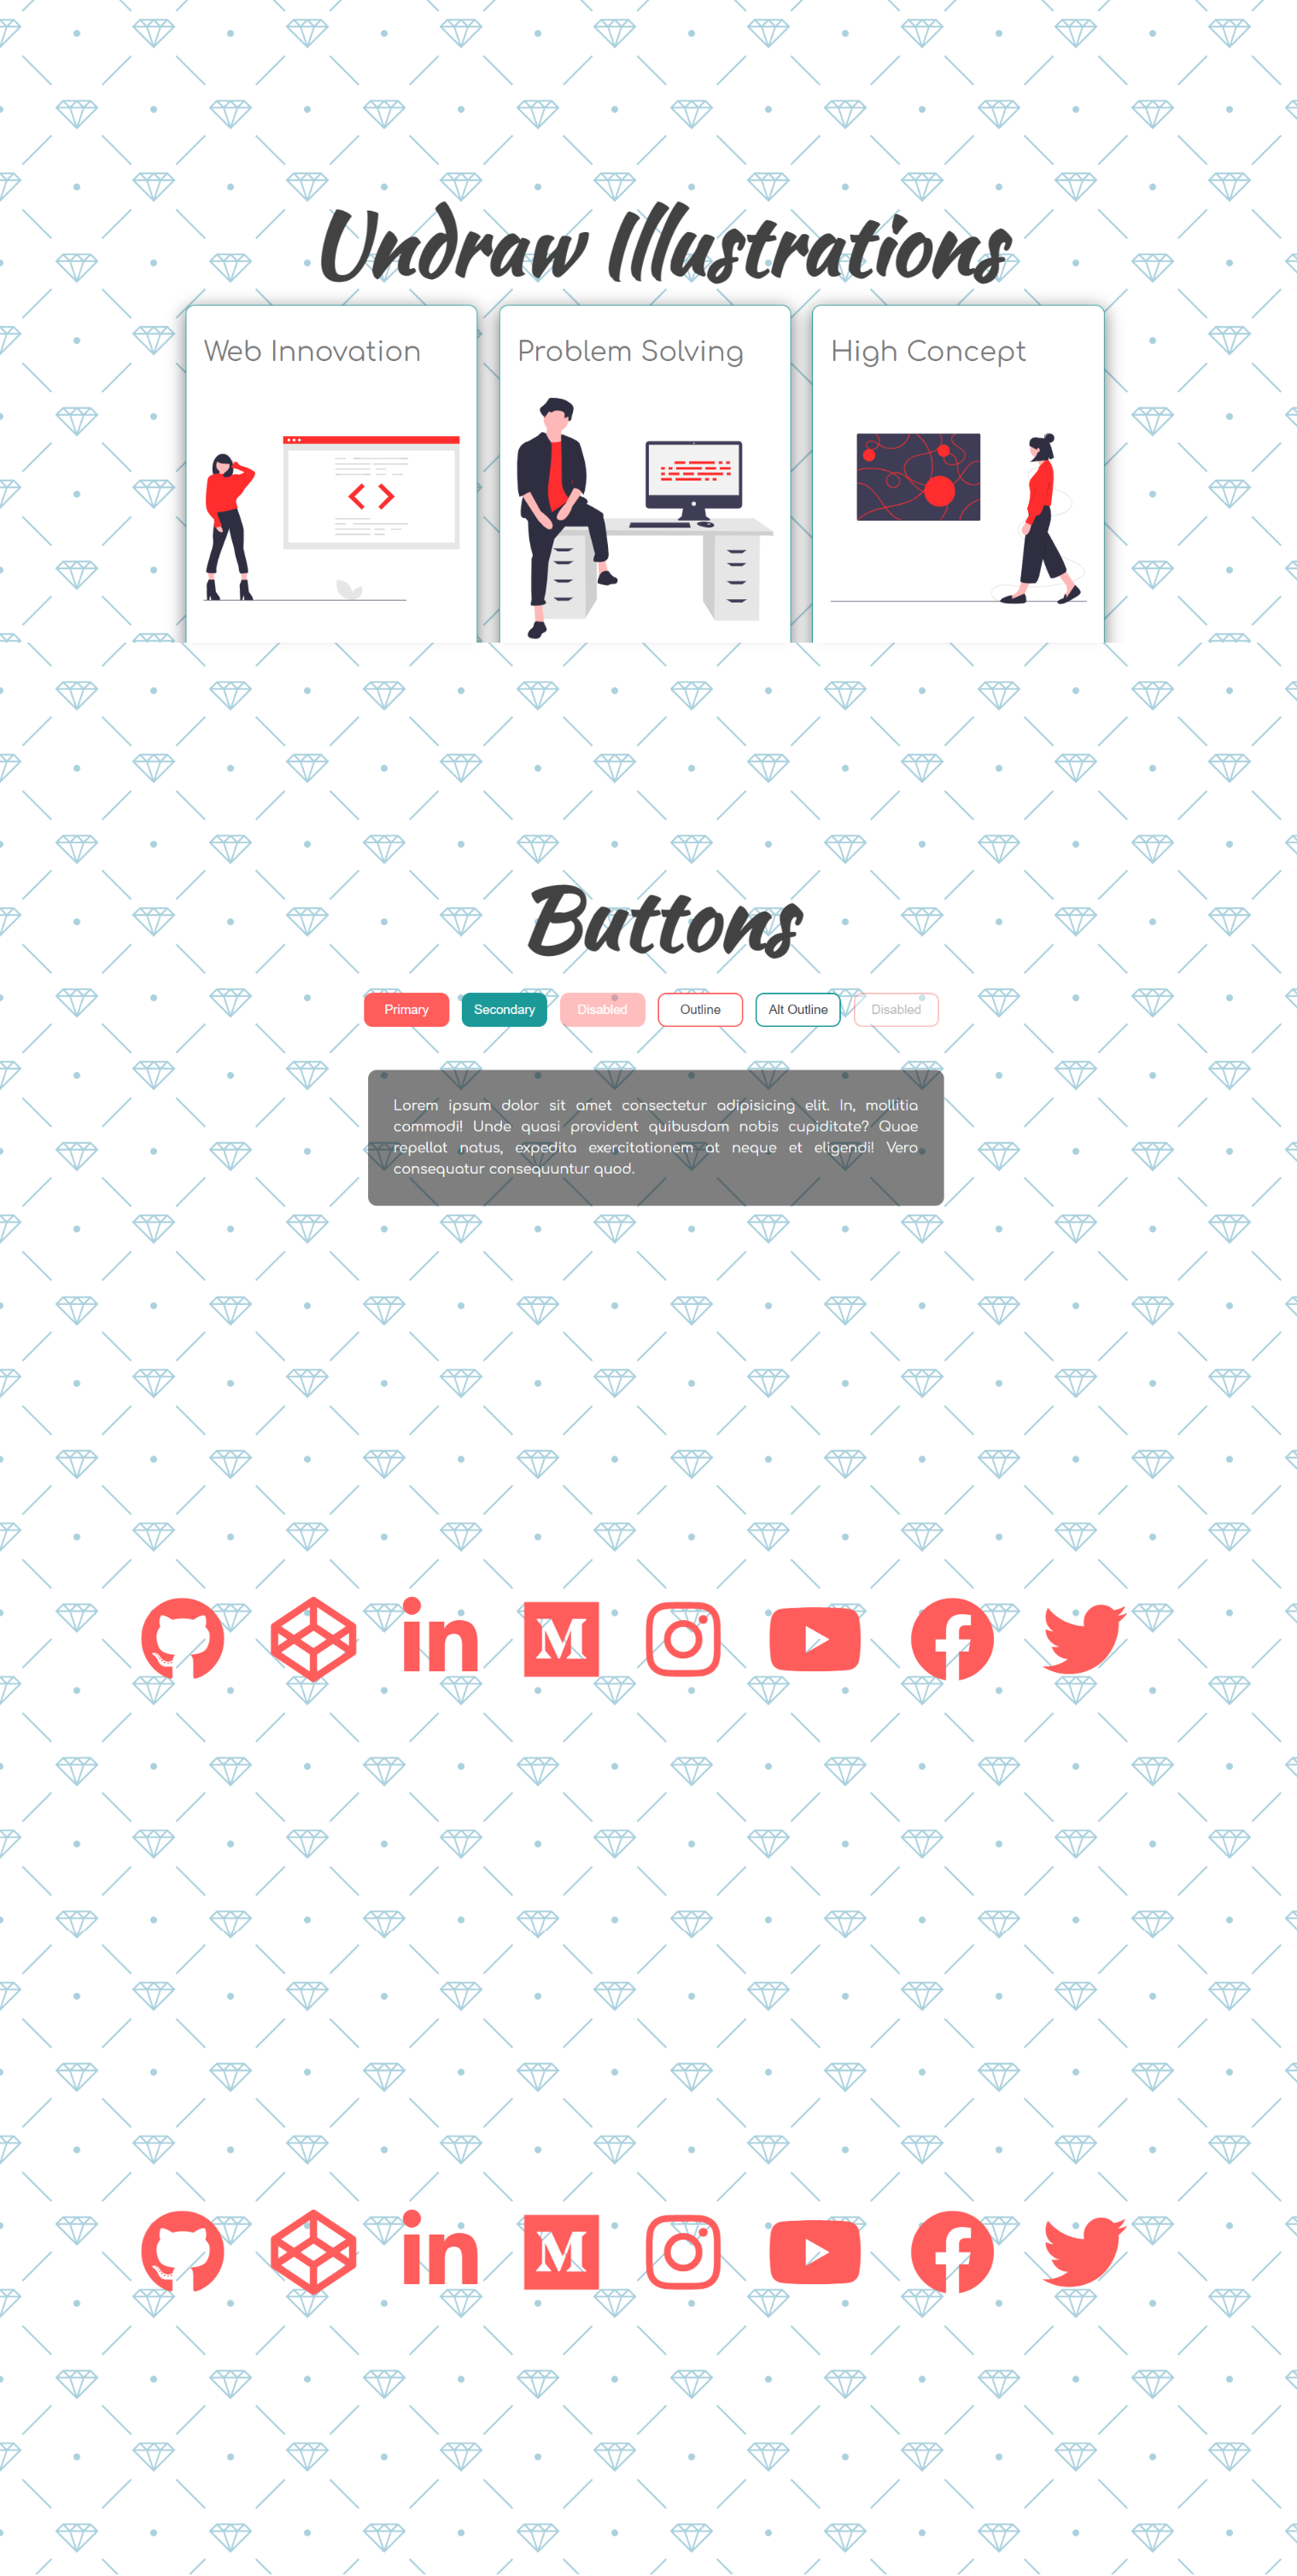 Undraw Illustrations
Web Innovation
Problem Solving
High Concept
Buttons
Primary
Secondary
Disabled
Outline
Alt Outline
Disabled
Lorem ipsum dolor sit amet consectetur adipisicing elit. In, mollitia
commodi! Unde quasi provident quibusdam nobis cupiditate? Quae
repellat natus, expedita exercitationem at neque et eligendi! Vero
consequatur consequuntur quod.